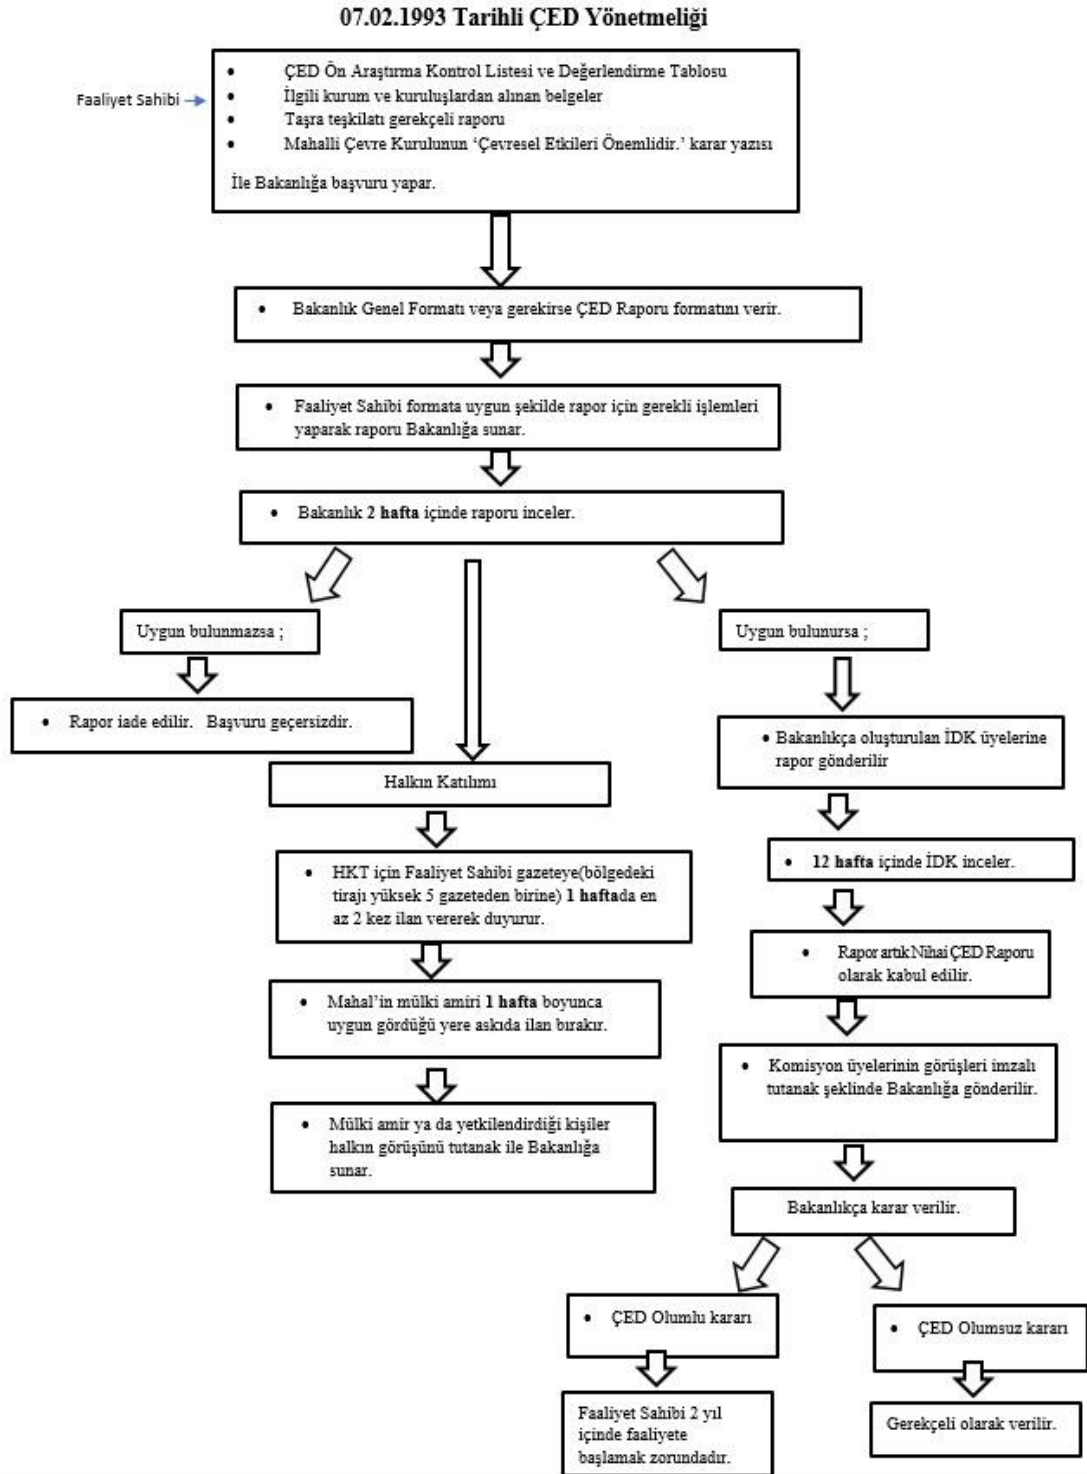 07.02.1993 Tarihli ÇED Yönetmeliği
Faaliyet Sahibi
• ÇED Ön Araştırma Kontrol Listesi ve Değerlendirme Tablosu
• İlgili kurum ve kuruluşlardan alınan belgeler
• Taşra teşkilatı gerekçeli raporu
• Mahalli Çevre Kurulunun ‘Çevresel Etkileri Önemlidir.’ karar yazısı
İle Bakanlığa başvuru yapar.
• Bakanlık Genel Formatı veya gerekirse ÇED Raporu formatını verir.
• Faaliyet Sahibi formata uygun şekilde rapor için gerekli işlemleri
yaparak raporu Bakanlığa sunar.
• Bakanlık 2 hafta içinde raporu inceler.
Uygun bulunmazsa ;
• Rapor iade edilir. Başvuru geçersizdir.
Halkın Katılımı
• HKT için Faaliyet Sahibi gazeteye(bölgedeki
tirajı yüksek 5 gazeteden birine) 1 haftada en
az 2 kez ilan vererek duyurur.
• Mahal’in mülki amiri 1 hafta boyunca
uygun gördüğü yere askıda ilan bırakır.
• Mülki amir ya da yetkilendirdiği kişiler
halkın görüşünü tutanak ile Bakanlığa
sunar.
Uygun bulunursa ;
• Bakanlıkça oluşturulan İDK üyelerine
rapor gönderilir
• 12 hafta içinde İDK inceler.
• Rapor artık Nihai ÇED Raporu
olarak kabul edilir.
• Komisyon üyelerinin görüşleri imzalı
tutanak şeklinde Bakanlığa gönderilir.
Bakanlıkça karar verilir.
• ÇED Olumlu kararı
Faaliyet Sahibi 2 yıl
içinde faaliyete
başlamak zorundadır.
• ÇED Olumsuz kararı
Gerekçeli olarak verilir.